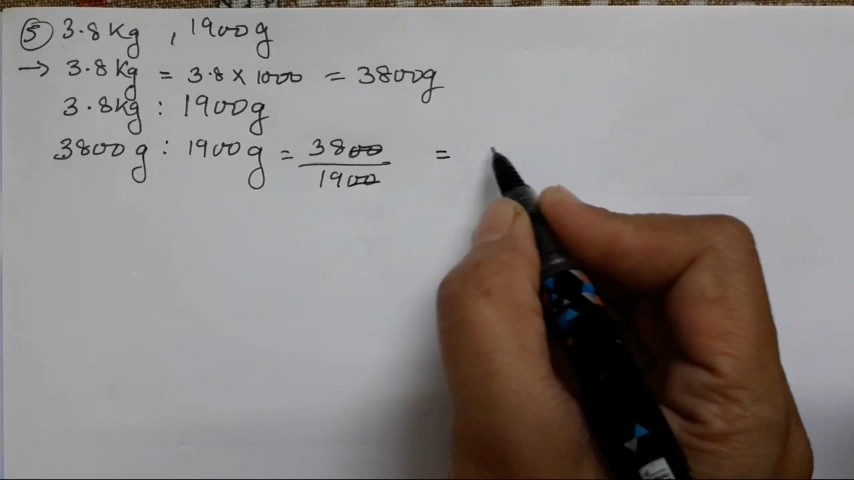 5 3.8 Kg , 1900g
→ 3.8 Kg = 3.8 × 1000 = 3800g
3.8Kg : 1900g
3800g : 1900g = 3800/1900 =